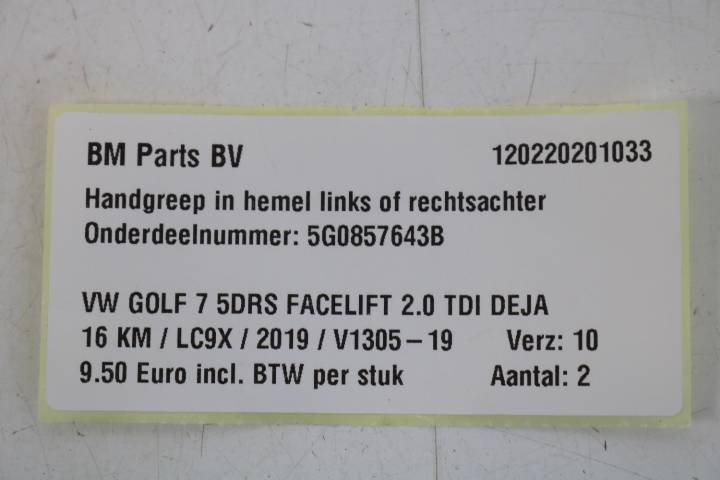 BM Parts BV 120220201033
Handgreep in hemel links of rechtsachter
Onderdeelnummer: 5G0857643B
VW GOLF 7 5DRS FACELIFT 2.0 TDI DEJA
16 KM / LC9X / 2019 / V1305-19 Verz: 10
9.50 Euro incl. BTW per stuk Aantal: 2